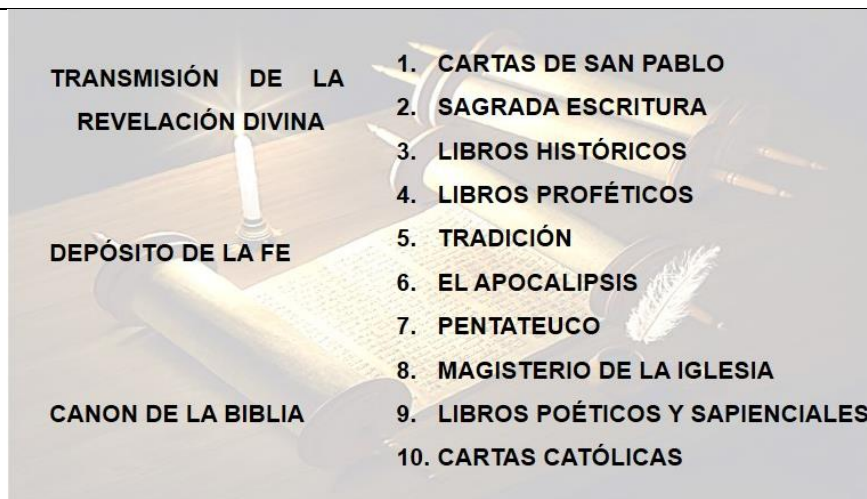 TRANSMISIÓN DE LA
REVELACIÓN DIVINA
DEPÓSITO DE LA FE
CANON DE LA BIBLIA
1. CARTAS DE SAN PABLO
2. SAGRADA ESCRITURA
3. LIBROS HISTÓRICOS
4. LIBROS PROFÉTICOS
5. TRADICIÓN
6. EL APOCALIPSIS
7. PENTATEUCO
8. MAGISTERIO DE LA IGLESIA
9. LIBROS POÉTICOS Y SAPIENCIALES
10. CARTAS CATÓLICAS